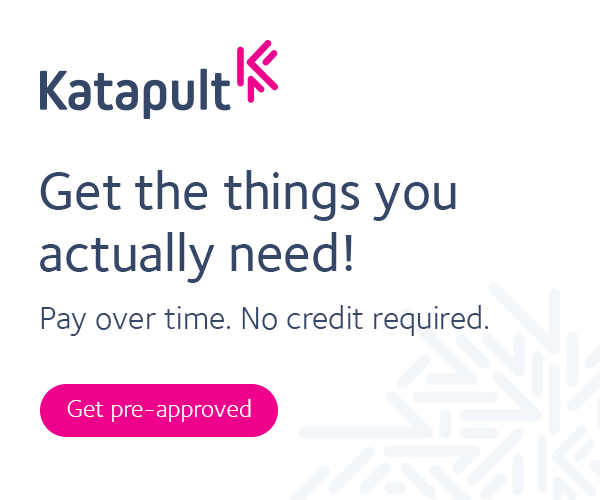 Katapult
Get the things you
actually need!
Pay over time. No credit required.
Get pre-approved